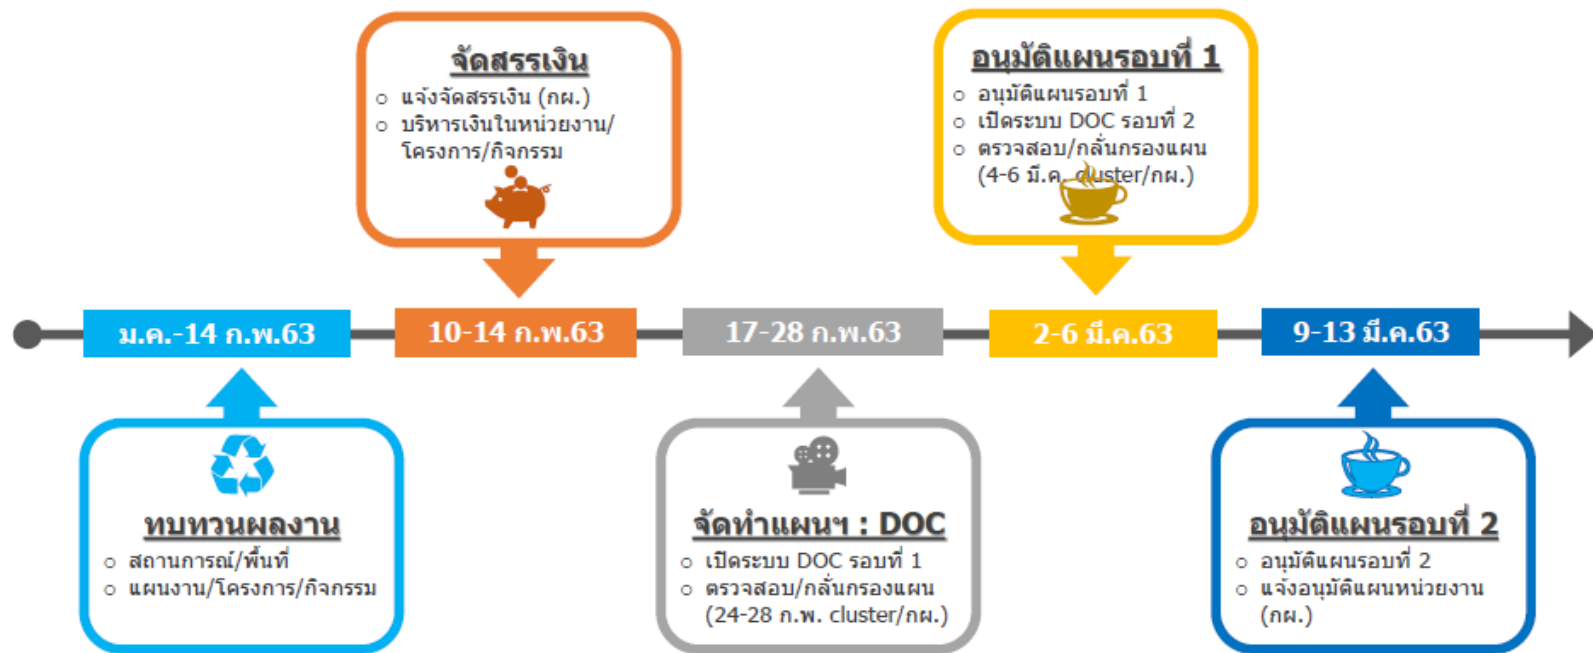 จัดสรรเงิน
○ แจ้งจัดสรรเงิน (กผ.)
○ บริหารเงินในหน่วยงาน/
โครงการ/กิจกรรม
อนุมัติแผนรอบที่ 1
○ อนุมัติแผนรอบที่ 1
○ เปิดระบบ DOC รอบที่ 2
○ ตรวจสอบ/กลั่นกรองแผน
(4-6 มี.ค. cluster/กผ.)
ม.ค.-14 ก.พ.63
10-14 ก.พ.63
17-28 ก.พ.63
2-6 มี.ค.63
9-13 มี.ค.63
ทบทวนผลงาน
○ สถานการณ์/พื้นที่
○ แผนงาน/โครงการ/กิจกรรม
จัดทำแผนฯ : DOC
○ เปิดระบบ DOC รอบที่ 1
○ ตรวจสอบ/กลั่นกรองแผน
(24-28 ก.พ. cluster/กผ.)
อนุมัติแผนรอบที่ 2
○ อนุมัติแผนรอบที่ 2
○ แจ้งอนุมัติแผนหน่วยงาน
(กผ.)